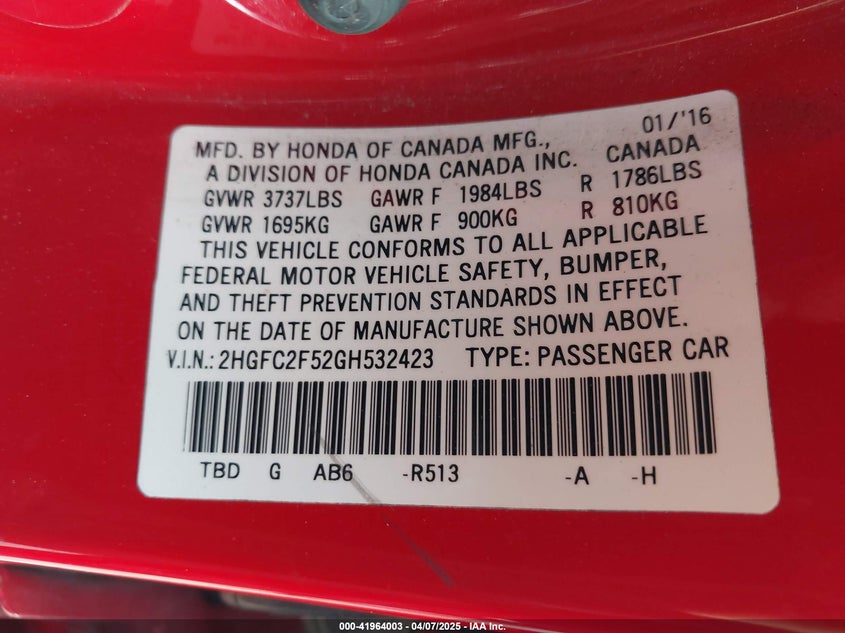 01/'16
MFD. BY HONDA OF CANADA MFG.,
A DIVISION OF HONDA CANADA INC. CANADA
GVWR 3737LBS GAWR F 1984LBS R 1786LBS
GVWR 1695KG GAWR F 900KG R 810KG
THIS VEHICLE CONFORMS TO ALL APPLICABLE
FEDERAL MOTOR VEHICLE SAFETY, BUMPER,
AND THEFT PREVENTION STANDARDS IN EFFECT
ON THE DATE OF MANUFACTURE SHOWN ABOVE.
V.I.N.: 2HGFC2F52GH532423 TYPE: PASSENGER CAR
TBD G AB6 -R513 -A -H
000-41964003 - 04/07/2025 - IAA Inc.